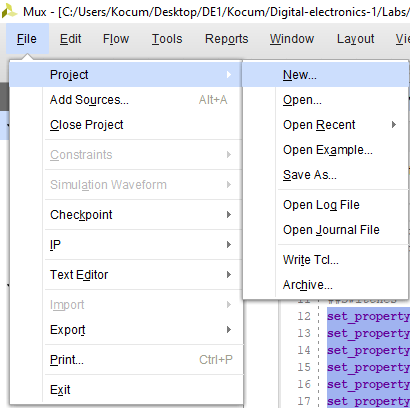 Mux - [C:/Users/Kocum/Desktop/DE1/Kocum/Digital-electronics-1/Labs/
File Edit Flow Tools Reports Window Layout
Project
Add Sources... Alt+A
Close Project
Constraints
Simulation Waveform
Checkpoint
IP
Text Editor
Import
Export
Print... Ctrl+P
Exit
New...
Open...
Open Recent
Open Example...
Save As...
Open Log File
Open Journal File
Write Tcl...
Archive...
12 set_property
13 set_property
14 set_property
15 set_property
16 set_property
17 set_property